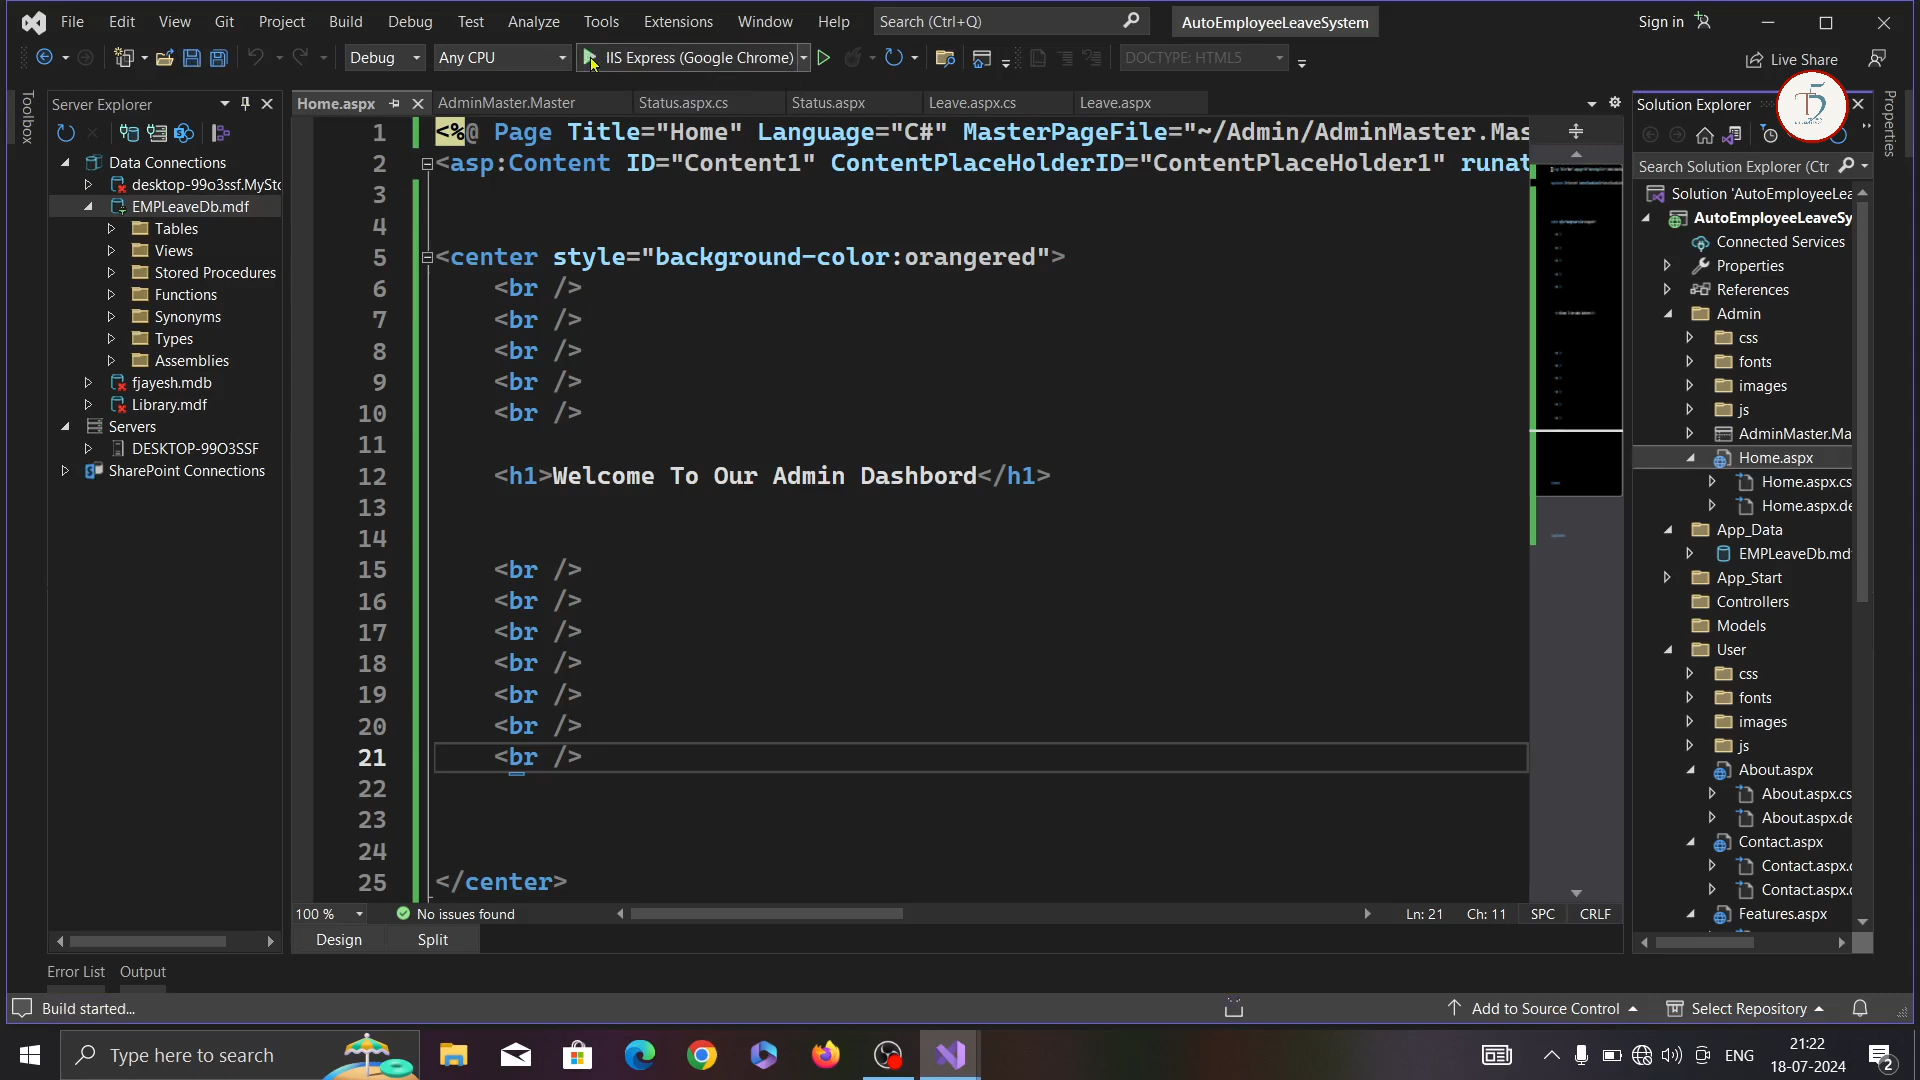 File Edit View Git Project Build Debug Test Analyze Tools Extensions Window Help Search (Ctrl+Q) AutoEmployeeLeaveSystem Sign in
Debug Any CPU IIS Express (Google Chrome) DOCTYPE: HTML5 Live Share
Toolbox
Server Explorer
Data Connections
desktop-99o3ssf.MySto
EMPLeaveDb.mdf
Tables
Views
Stored Procedures
Functions
Synonyms
Types
Assemblies
fjayesh.mdb
Library.mdf
Servers
DESKTOP-99O3SSF
SharePoint Connections
Home.aspx AdminMaster.Master Status.aspx.cs Status.aspx Leave.aspx.cs Leave.aspx
1 <%@ Page Title="Home" Language="C#" MasterPageFile="~/Admin/AdminMaster.Mas
2 <asp:Content ID="Content1" ContentPlaceHolderID="ContentPlaceHolder1" runat
3
4
5 <center style="background-color:orangered">
6 <br />
7 <br />
8 <br />
9 <br />
10 <br />
11
12 <h1>Welcome To Our Admin Dashbord</h1>
13
14
15 <br />
16 <br />
17 <br />
18 <br />
19 <br />
20 <br />
21 <br />
22
23
24
25 </center>
100 % No issues found Ln: 21 Ch: 11 SPC CRLF
Design Split
Solution Explorer
Search Solution Explorer (Ctr
Solution 'AutoEmployeeLea
AutoEmployeeLeaveSy
Connected Services
Properties
References
Admin
css
fonts
images
js
AdminMaster.Ma
Home.aspx
Home.aspx.cs
Home.aspx.de
App_Data
EMPLeaveDb.md
App_Start
Controllers
Models
User
css
fonts
images
js
About.aspx
About.aspx.cs
About.aspx.de
Contact.aspx
Contact.aspx.c
Contact.aspx.c
Features.aspx
Properties
Error List Output
Build started... Add to Source Control Select Repository
Type here to search ENG 21:22
18-07-2024 2